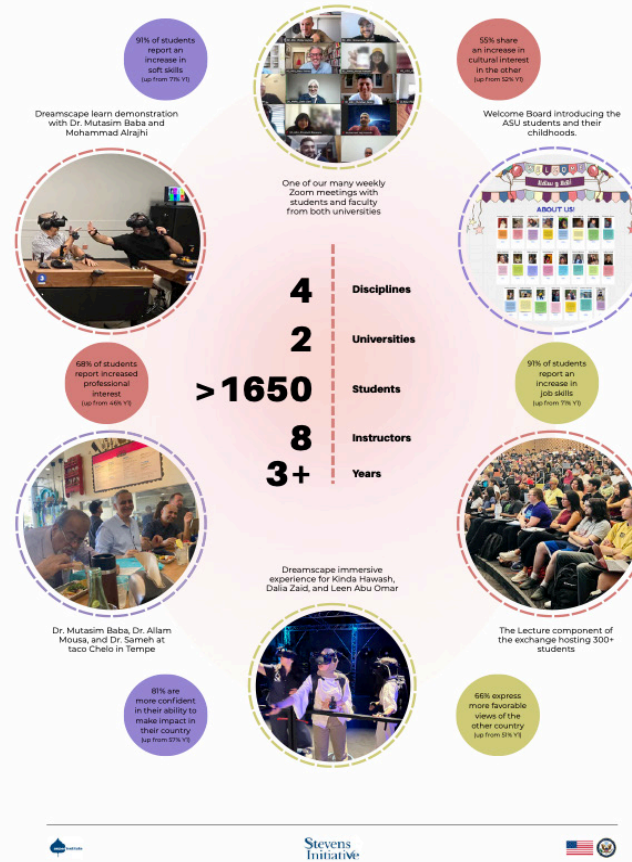 91% of students
report an
increase in
soft skills
(up from 71% Y1)
55% share
an increase in
cultural interest
in the other
(up from 52% Y1)
Dreamscape learn demonstration
with Dr. Mutasim Baba and
Mohammad Alrajhi
Welcome Board introducing the
ASU students and their
childhoods.
One of our many weekly
Zoom meetings with
students and faculty
from both universities
ABOUT US!
4 Disciplines
2 Universities
>1650 Students
8 Instructors
3+ Years
68% of students
report increased
professional
interest
(up from 46% Y1)
91% of students
report an
increase in
job skills
(up from 71% Y1)
Dreamscape immersive
experience for Kinda Hawash,
Dalia Zaid, and Leen Abu Omar
Dr. Mutasim Baba, Dr. Allam
Mousa, and Dr. Sameh at
taco Chelo in Tempe
The Lecture component of
the exchange hosting 300+
students
81% are
more confident
in their ability to
make impact in
their country
(up from 57% Y1)
66% express
more favorable
views of the
other country
(up from 51% Y1)
Stevens
Initiative